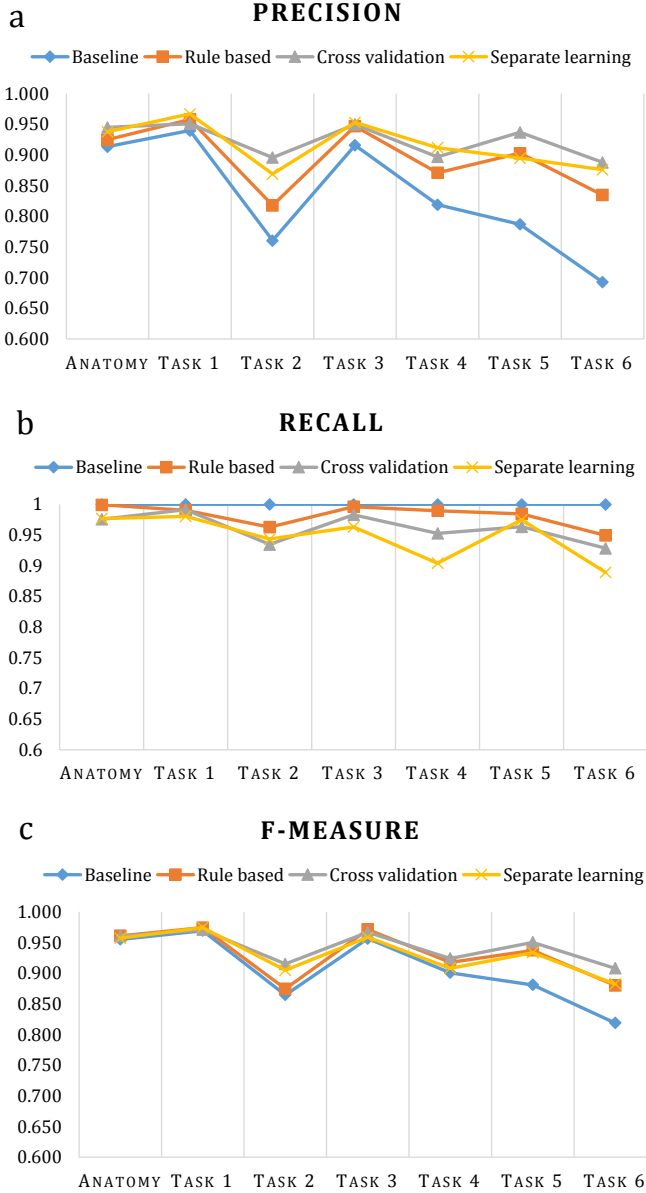 a
PRECISION
Baseline Rule based Cross validation Separate learning
1.000
0.950
0.900
0.850
0.800
0.750
0.700
0.650
0.600
ANATOMY TASK 1 TASK 2 TASK 3 TASK 4 TASK 5 TASK 6
b
RECALL
Baseline Rule based Cross validation Separate learning
1
0.95
0.9
0.85
0.8
0.75
0.7
0.65
0.6
ANATOMY TASK 1 TASK 2 TASK 3 TASK 4 TASK 5 TASK 6
c
F-MEASURE
Baseline Rule based Cross validation Separate learning
1.000
0.950
0.900
0.850
0.800
0.750
0.700
0.650
0.600
ANATOMY TASK 1 TASK 2 TASK 3 TASK 4 TASK 5 TASK 6